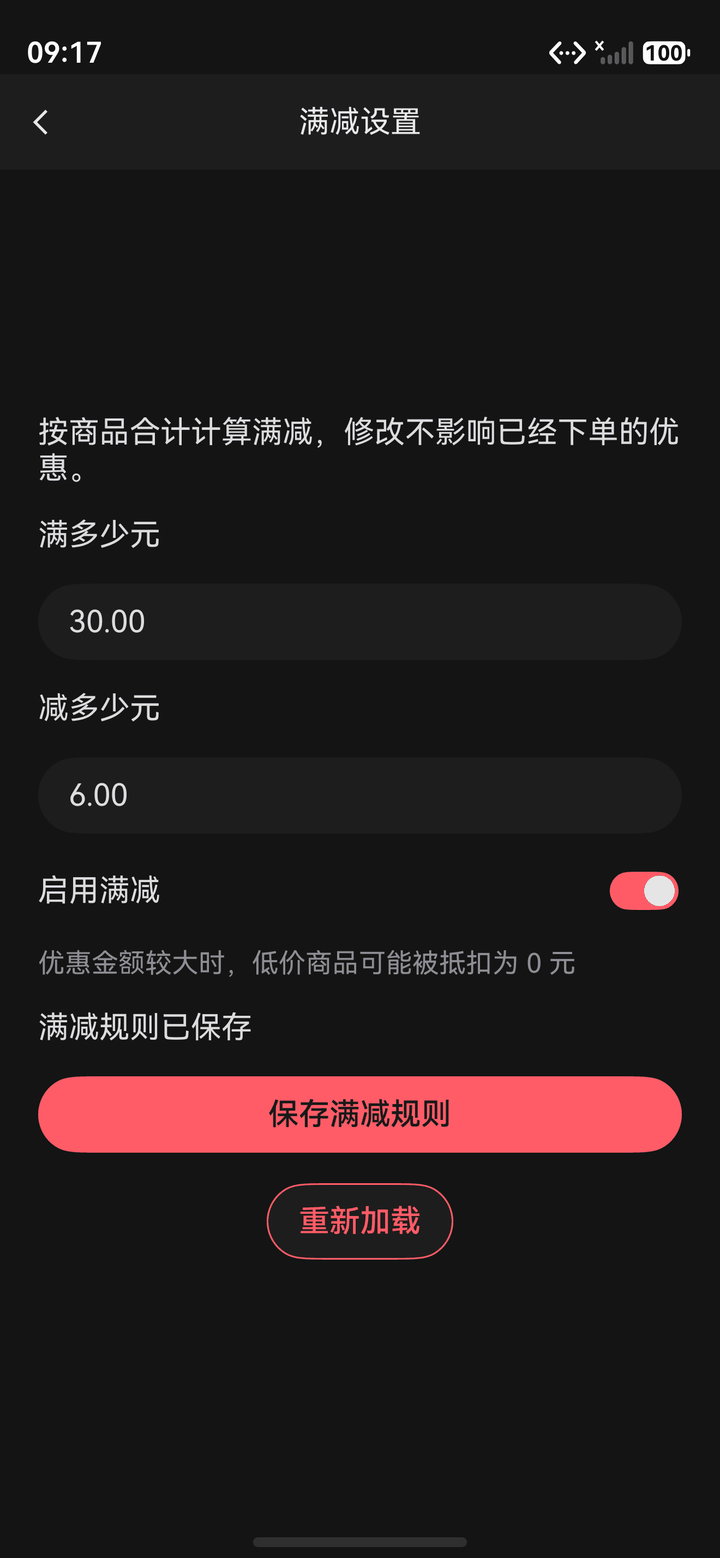 09:17
x
100
满减设置
按商品合计计算满减，修改不影响已经下单的优
惠。
满多少元
30.00
减多少元
6.00
启用满减
优惠金额较大时，低价商品可能被抵扣为 0 元
满减规则已保存
保存满减规则
重新加载